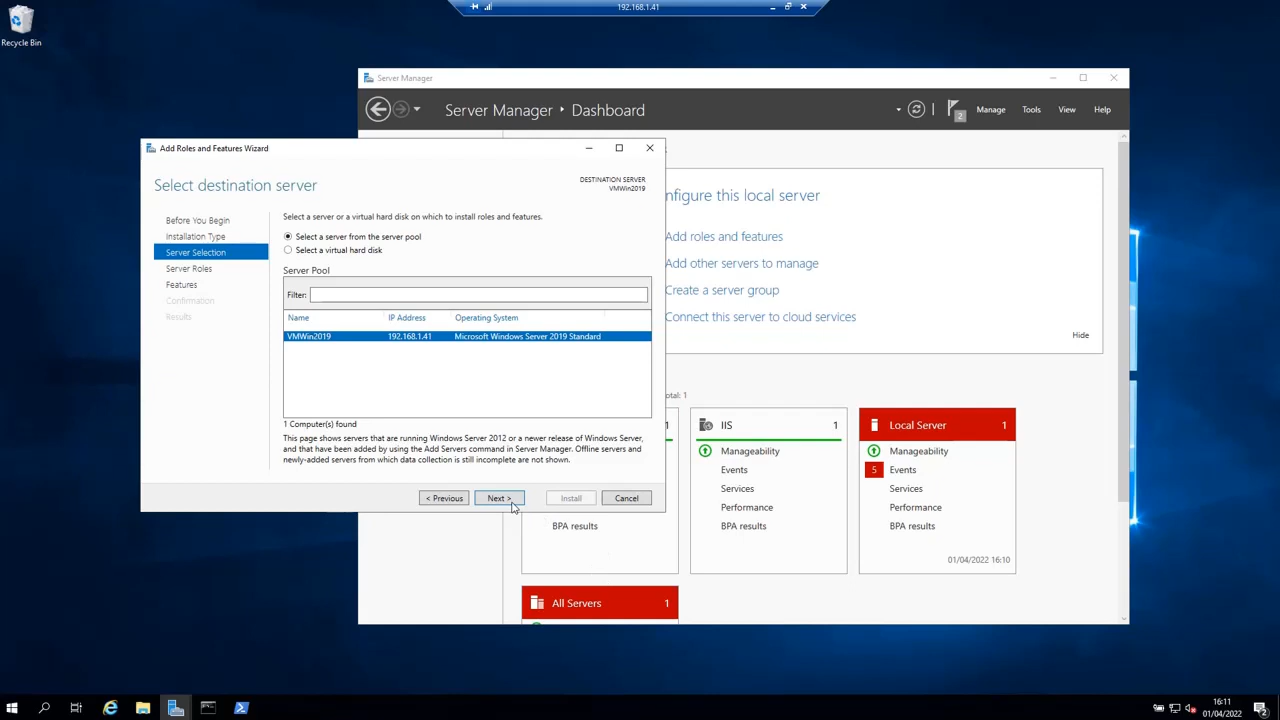 192.168.1.41
Recycle Bin
Server Manager
Server Manager
Dashboard
2
Manage
Tools
View
Help
Add Roles and Features Wizard
Select destination server
DESTINATION SERVER
VMWin2019
Before You Begin
Installation Type
Server Selection
Server Roles
Features
Confirmation
Results
Select a server or a virtual hard disk on which to install roles and features.
Select a server from the server pool
Select a virtual hard disk
Server Pool
Filter:
Name IP Address Operating System
VMWin2019 192.168.1.41 Microsoft Windows Server 2019 Standard
1 Computer(s) found
This page shows servers that are running Windows Server 2012 or a newer release of Windows Server,
and that have been added by using the Add Servers command in Server Manager. Offline servers and
newly-added servers from which data collection is still incomplete are not shown.
< Previous
Next >
Install
Cancel
nfigure this local server
Add roles and features
Add other servers to manage
Create a server group
Connect this server to cloud services
Hide
otal: 1
1
BPA results
IIS 1
Manageability
Events
Services
Performance
BPA results
Local Server 1
Manageability
5 Events
Services
Performance
BPA results
01/04/2022 16:10
All Servers 1
16:11
01/04/2022
2